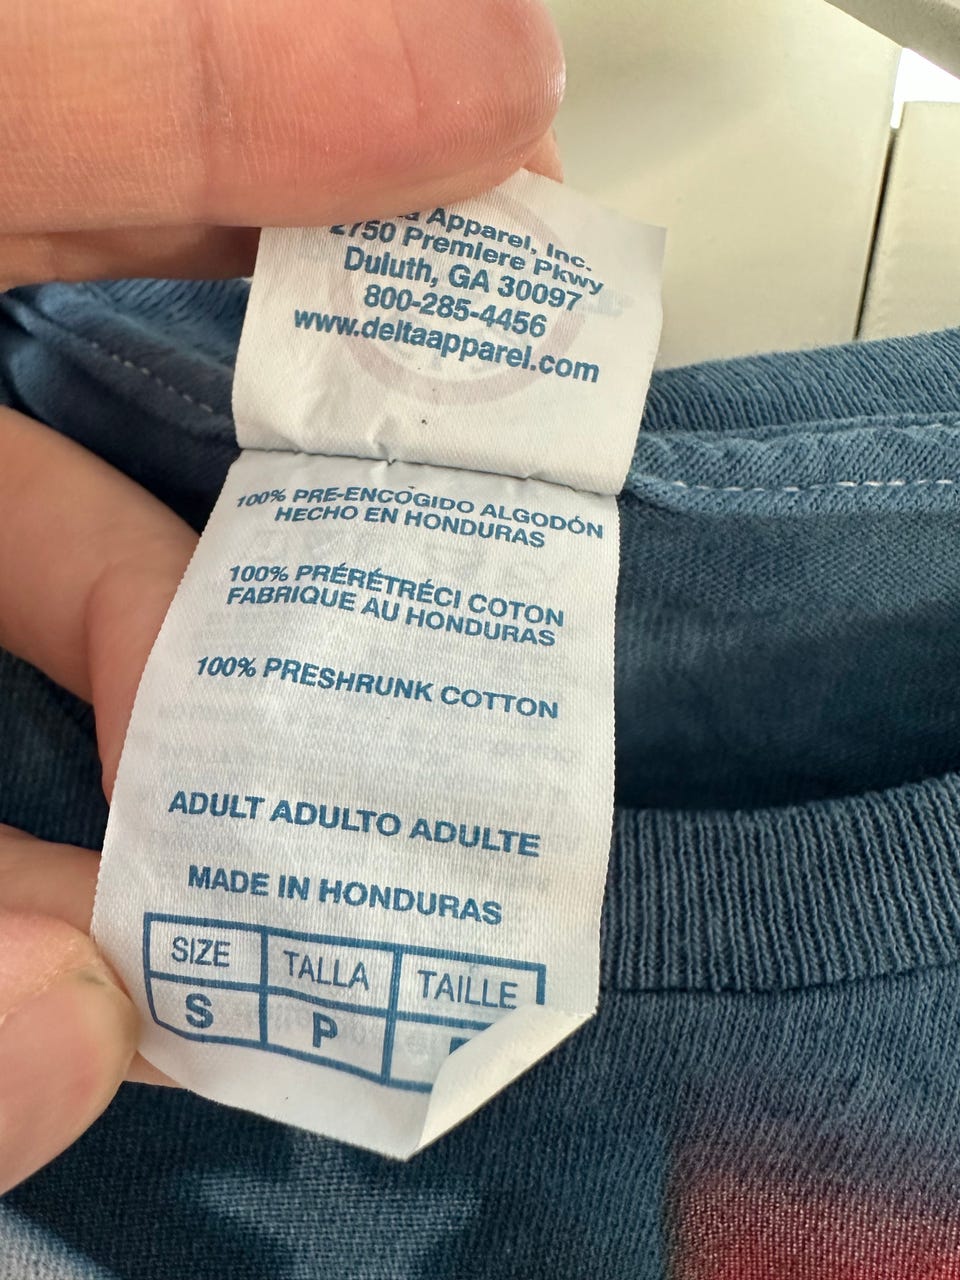 Apparel, Inc.
2750 Premiere Pkwy
Duluth, GA 30097
800-285-4456
www.deltaapparel.com
100% PRE-ENCOGIDO ALGODÓN
HECHO EN HONDURAS
100% PRÉRÉTRÉCI COTON
FABRIQUE AU HONDURAS
100% PRESHRUNK COTTON
ADULT ADULTO ADULTE
MADE IN HONDURAS
SIZE TALLA TAILLE
S P